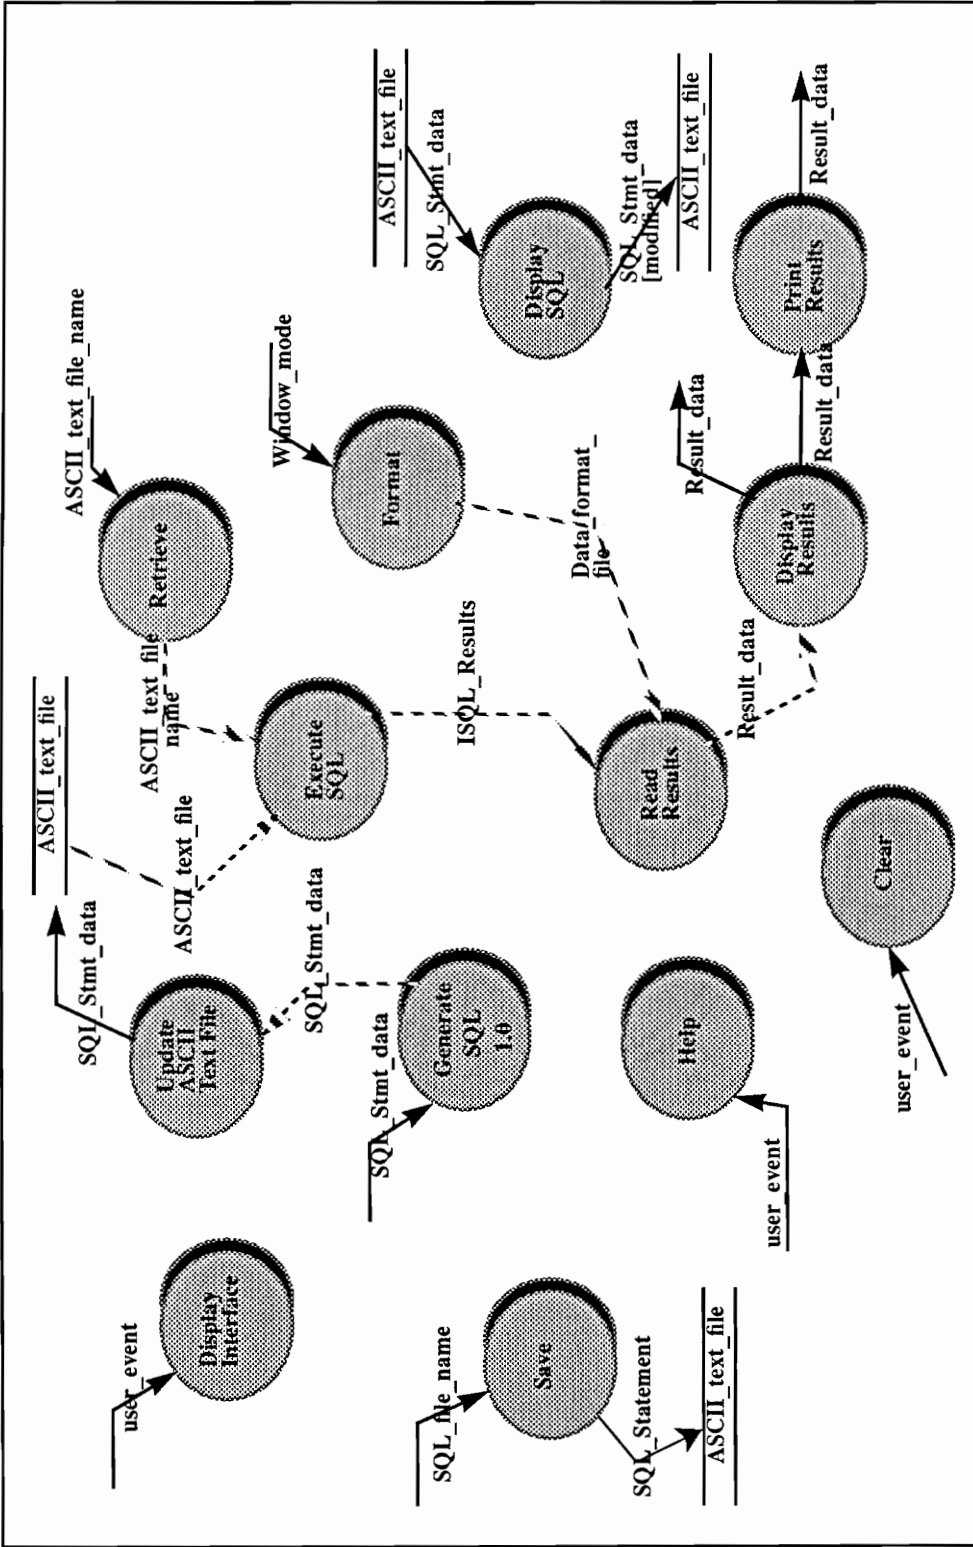 ASCII_text_file
ASCII_text_file_name
SQL_Stmt_data
user_event
ASCII_text_file
name
Retrieve
Update
ASCII
Text File
ASCII_text_file
Display
Interface
Window_mode
SQL_Stmt_data
Execute
SQL
SQL_Stmt_data
ASCII_text_file
Format
SQL_Stmt_data
SQL_file_name
Generate
SQL
1.0
ISQL_Results
Display
SQL
Save
Data_format_
file
SQL_Stmt_data
[modified]
SQL_Statement
Read
Results
Help
ASCII_text_file
Result_data
ASCII_text_file
Result_data
user_event
Display
Results
Print
Results
Result_data
Result_data
Clear
user_event